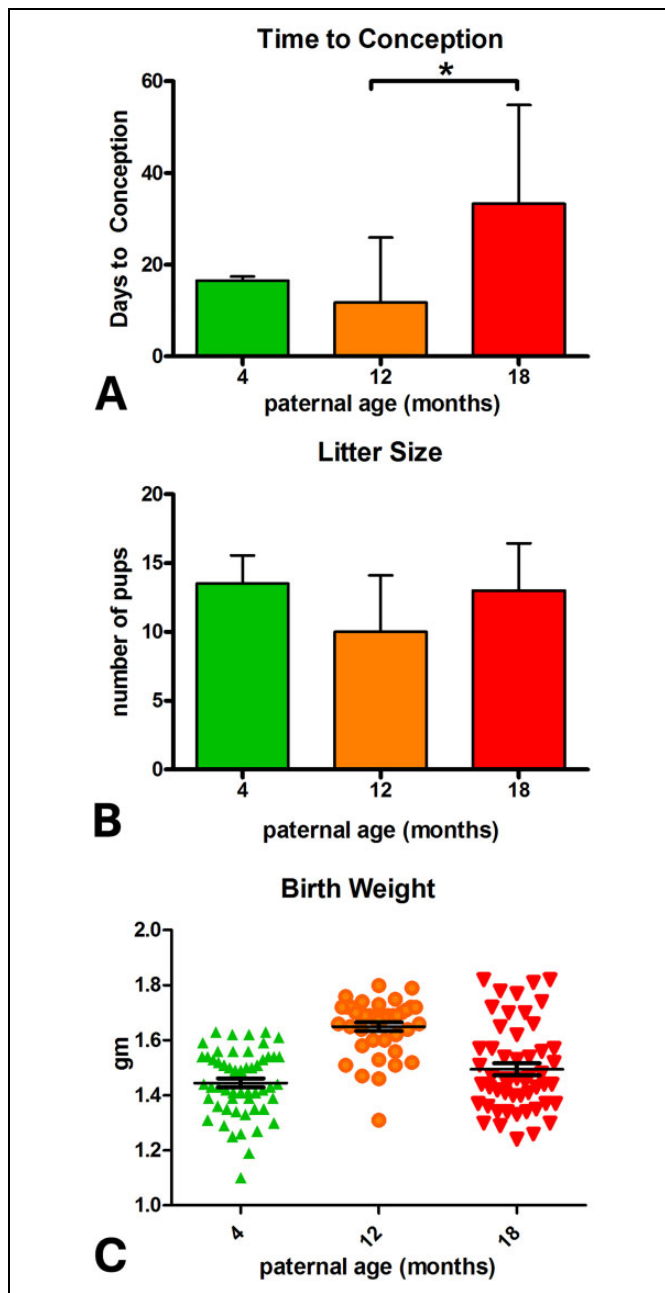 Time to Conception
*
60
40
20
0
Days to Conception
4 12 18
A
paternal age (months)
Litter Size
20
15
10
5
0
number of pups
4 12 18
B
paternal age (months)
Birth Weight
2.0
1.8
1.6
1.4
1.2
1.0
gm
4 12 18
C
paternal age (months)